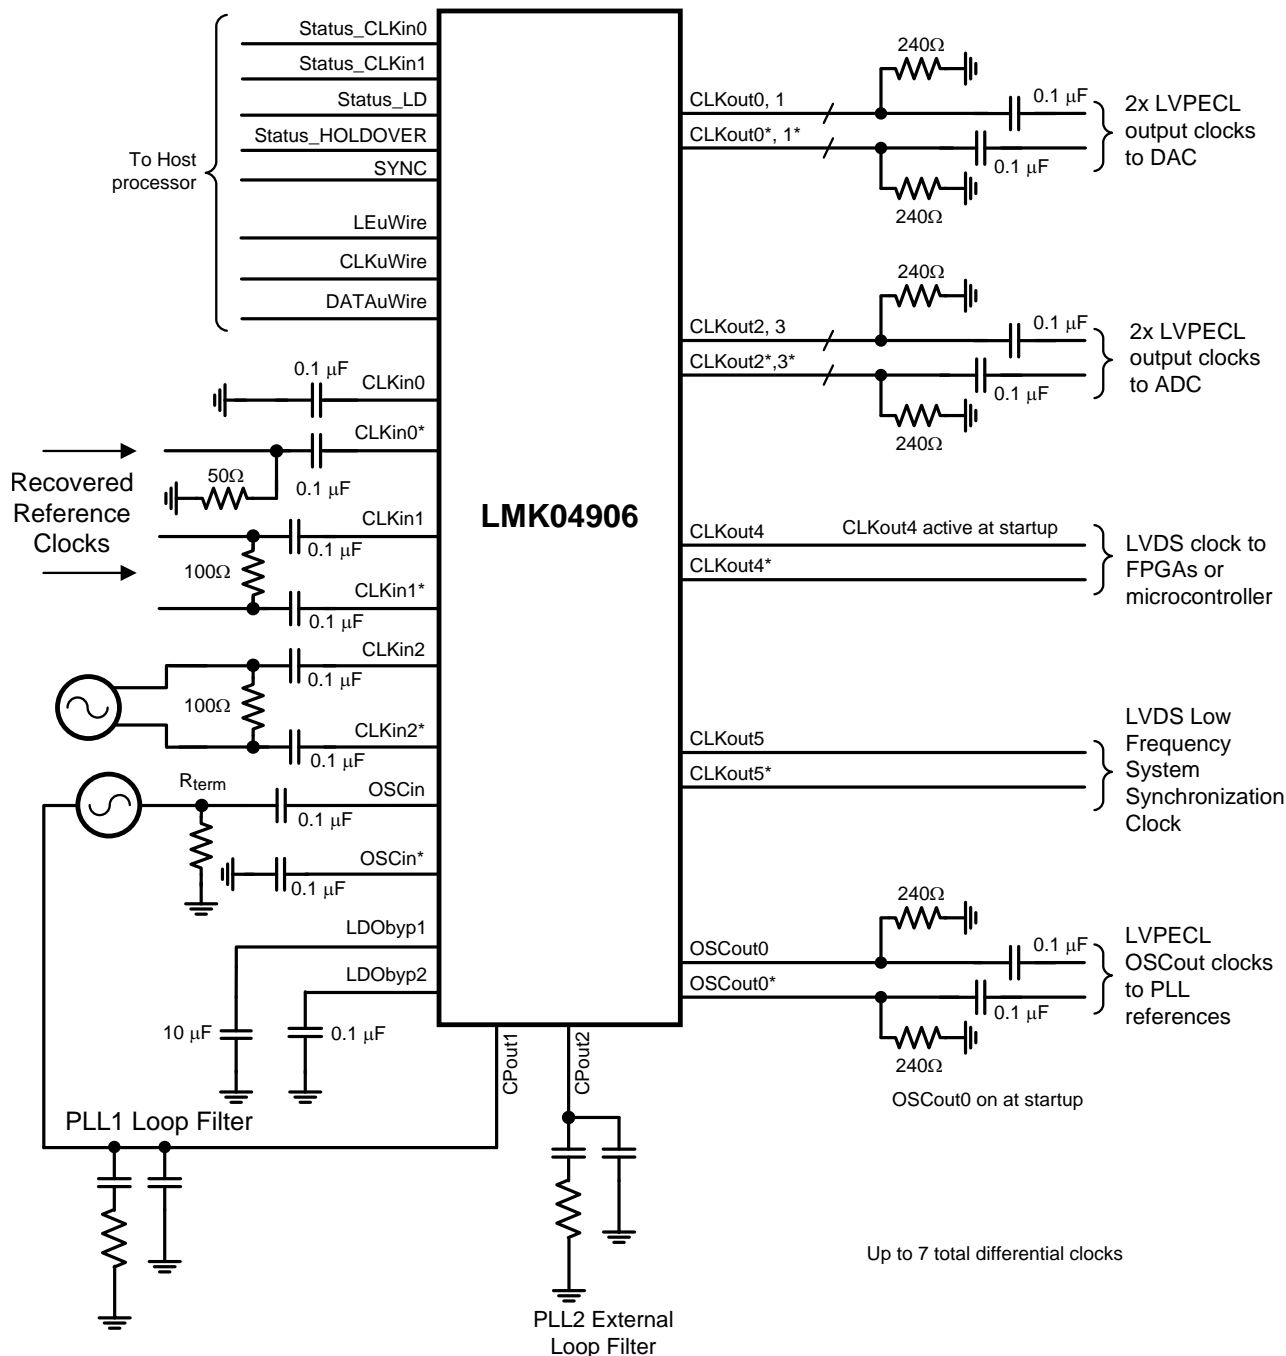 Status_CLKin0
Status_CLKin1
Status_LD
Status_HOLDOVER
SYNC
LEuWire
CLKuWire
DATAuWire
To Host
processor
0.1 µF
CLKin0
CLKin0*
0.1 µF
50Ω
Recovered
Reference
Clocks
CLKin1
0.1 µF
100Ω
CLKin1*
0.1 µF
CLKin2
0.1 µF
100Ω
CLKin2*
0.1 µF
Rterm
OSCin
0.1 µF
OSCin*
0.1 µF
LDObyp1
LDObyp2
10 µF
0.1 µF
CPout1
CPout2
PLL1 Loop Filter
PLL2 External
Loop Filter
LMK04906
240Ω
CLKout0, 1
0.1 µF
CLKout0*, 1*
0.1 µF
240Ω
2x LVPECL
output clocks
to DAC
240Ω
CLKout2, 3
0.1 µF
CLKout2*,3*
0.1 µF
240Ω
2x LVPECL
output clocks
to ADC
CLKout4
CLKout4 active at startup
CLKout4*
LVDS clock to
FPGAs or
microcontroller
CLKout5
CLKout5*
LVDS Low
Frequency
System
Synchronization
Clock
240Ω
OSCout0
0.1 µF
OSCout0*
0.1 µF
240Ω
LVPECL
OSCout clocks
to PLL
references
OSCout0 on at startup
Up to 7 total differential clocks